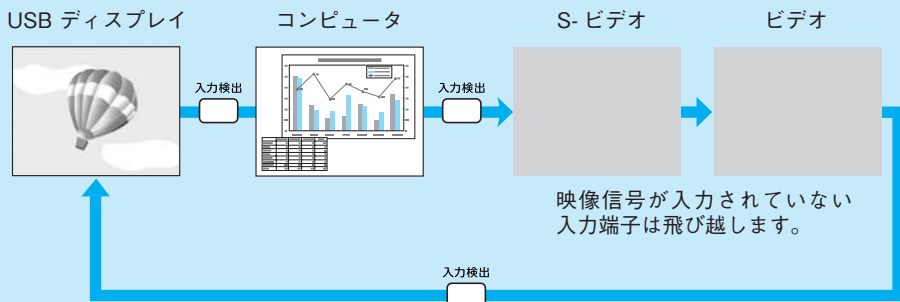 USB ディスプレイ
コンピュータ
S- ビデオ
ビデオ
入力検出
入力検出
映像信号が入力されていない
入力端子は飛び越します。
入力検出